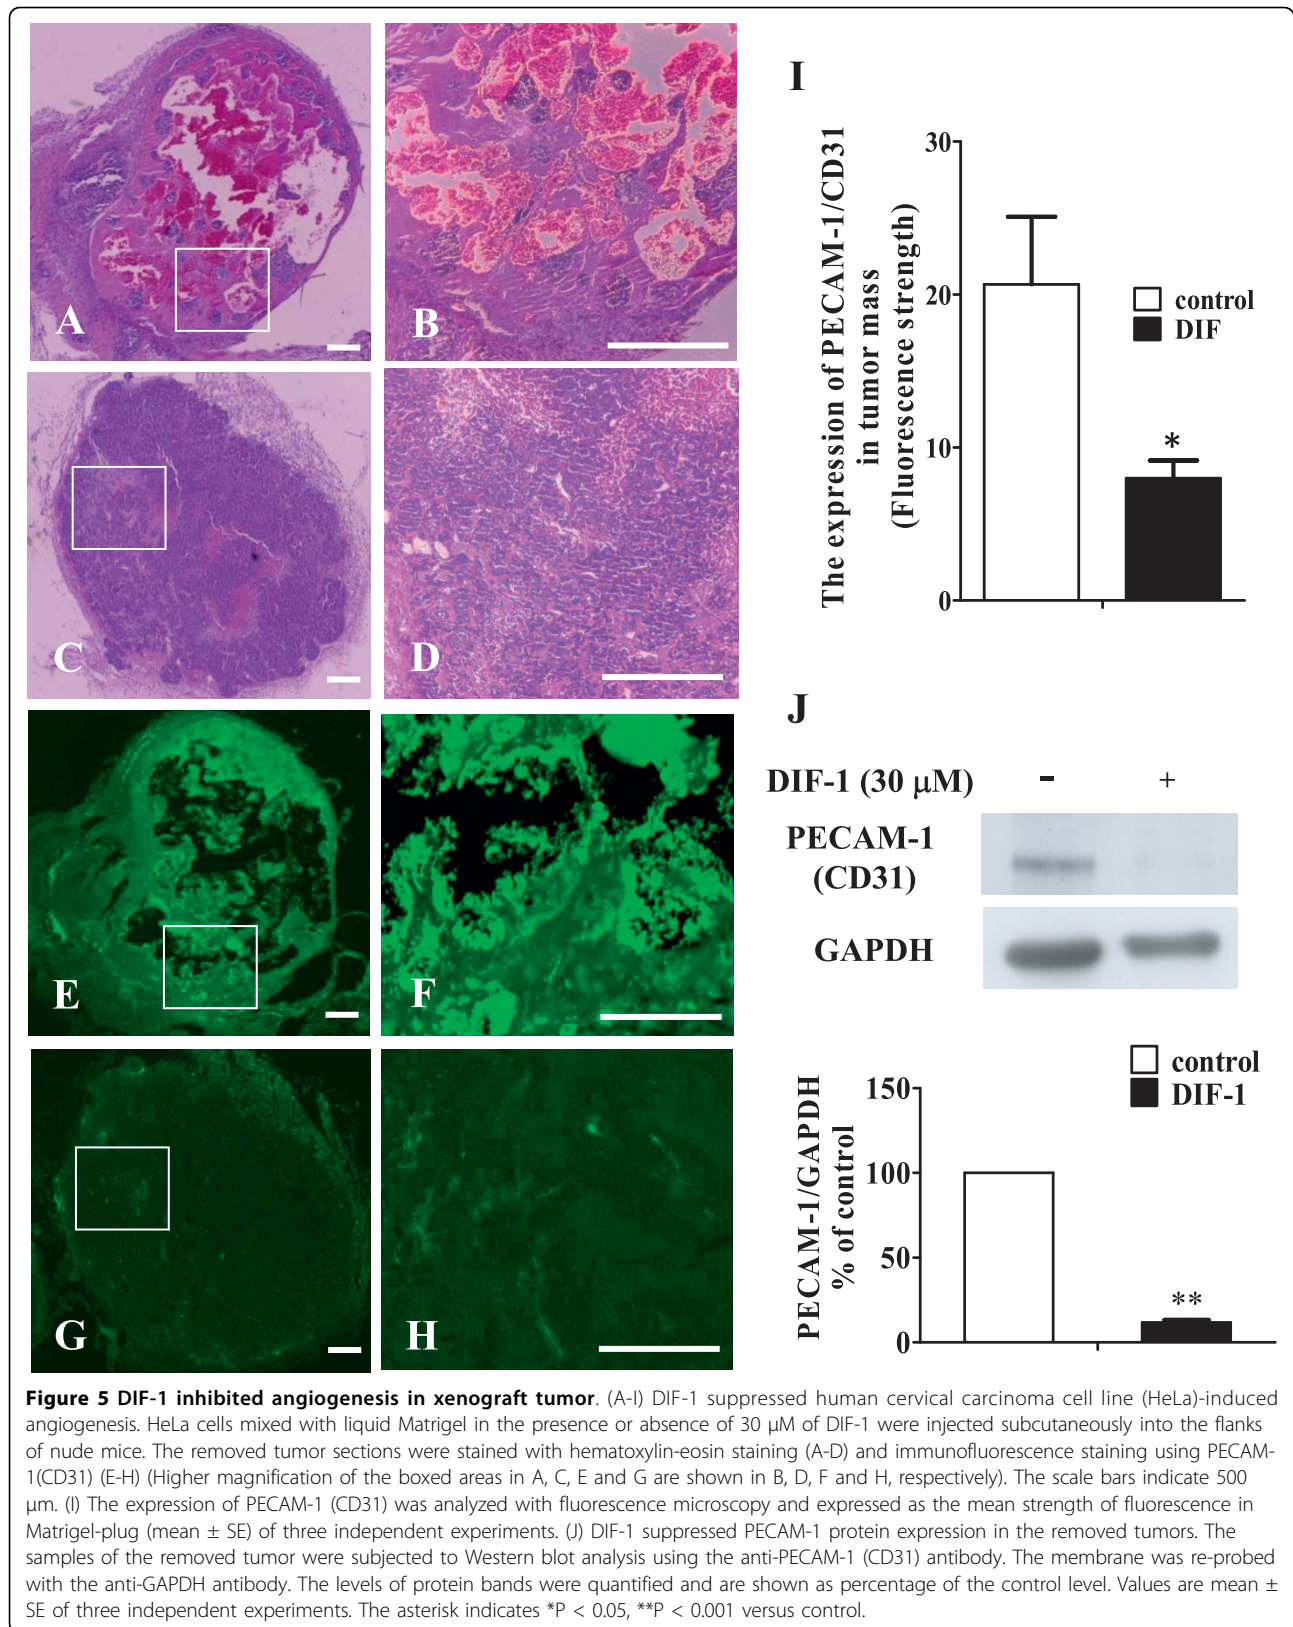 A
B
C
D
E
F
G
H
I
The expression of PECAM-1/CD31
in tumor mass
(Fluorescence strength)
30
20
10
0
control
DIF
*
J
DIF-1 (30 μM)
-
+
PECAM-1
(CD31)
GAPDH
PECAM-1/GAPDH
% of control
150
100
50
0
control
DIF-1
**
Figure 5 DIF-1 inhibited angiogenesis in xenograft tumor. (A-I) DIF-1 suppressed human cervical carcinoma cell line (HeLa)-induced
angiogenesis. HeLa cells mixed with liquid Matrigel in the presence or absence of 30 μM of DIF-1 were injected subcutaneously into the flanks
of nude mice. The removed tumor sections were stained with hematoxylin-eosin staining (A-D) and immunofluorescence staining using PECAM-
1(CD31) (E-H) (Higher magnification of the boxed areas in A, C, E and G are shown in B, D, F and H, respectively). The scale bars indicate 500
μm. (I) The expression of PECAM-1 (CD31) was analyzed with fluorescence microscopy and expressed as the mean strength of fluorescence in
Matrigel-plug (mean ± SE) of three independent experiments. (J) DIF-1 suppressed PECAM-1 protein expression in the removed tumors. The
samples of the removed tumor were subjected to Western blot analysis using the anti-PECAM-1 (CD31) antibody. The membrane was re-probed
with the anti-GAPDH antibody. The levels of protein bands were quantified and are shown as percentage of the control level. Values are mean ±
SE of three independent experiments. The asterisk indicates *P < 0.05, **P < 0.001 versus control.